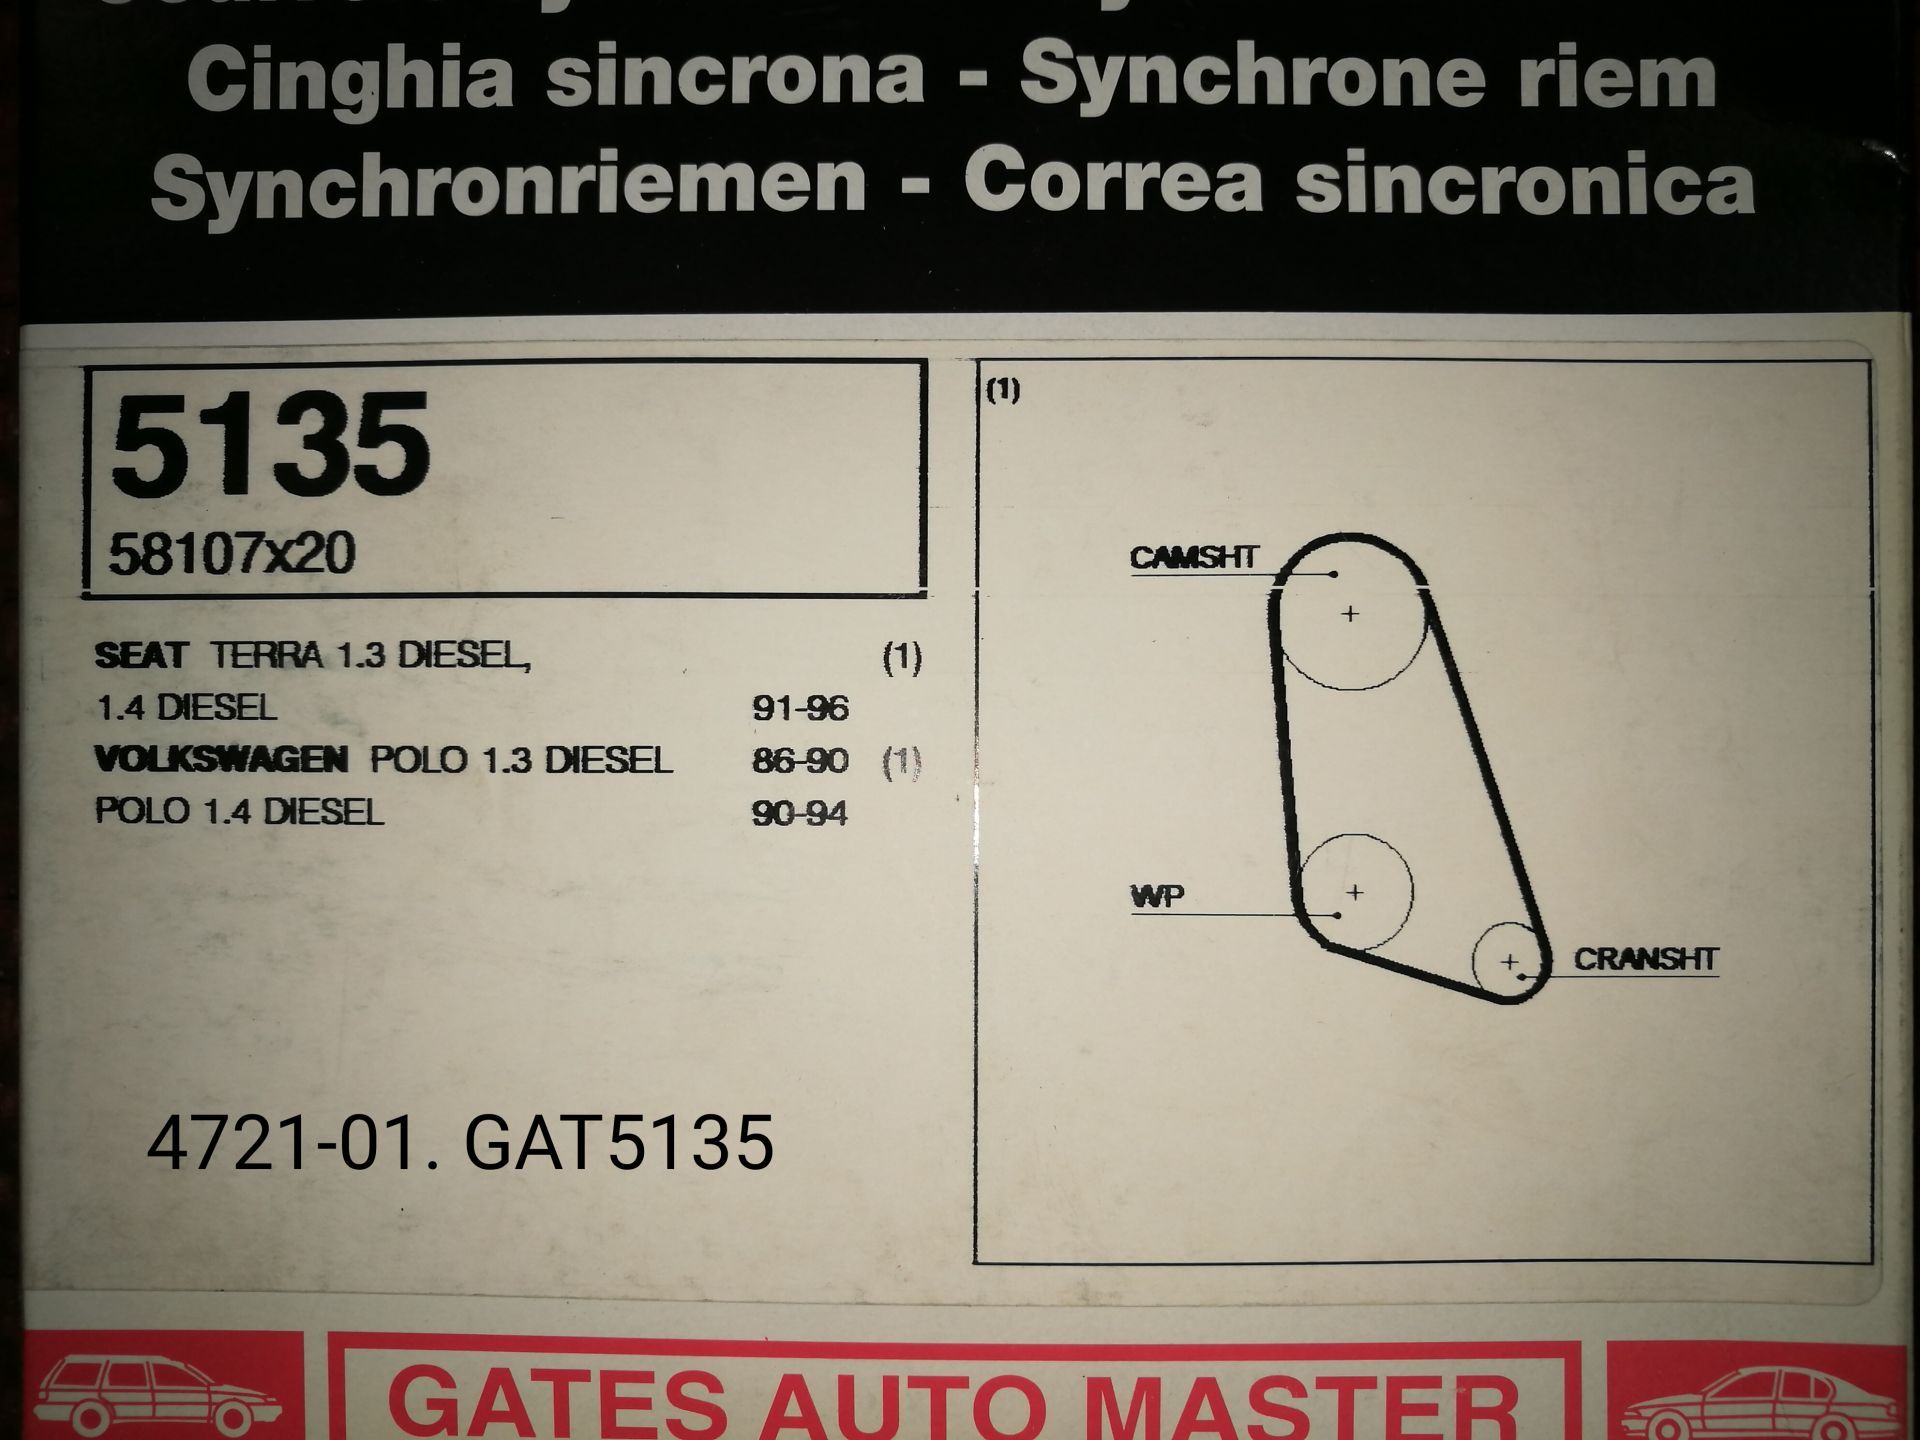 Cinghia sincrona - Synchrone riem
Synchronriemen - Correa sincronica
5135
58107x20
SEAT TERRA 1.3 DIESEL, (1)
1.4 DIESEL 91-96
VOLKSWAGEN POLO 1.3 DIESEL 86-90 (1)
POLO 1.4 DIESEL 90-94
(1)
CAMSHT
WP
CRANSHT
4721-01. GAT5135
GATES AUTO MASTER